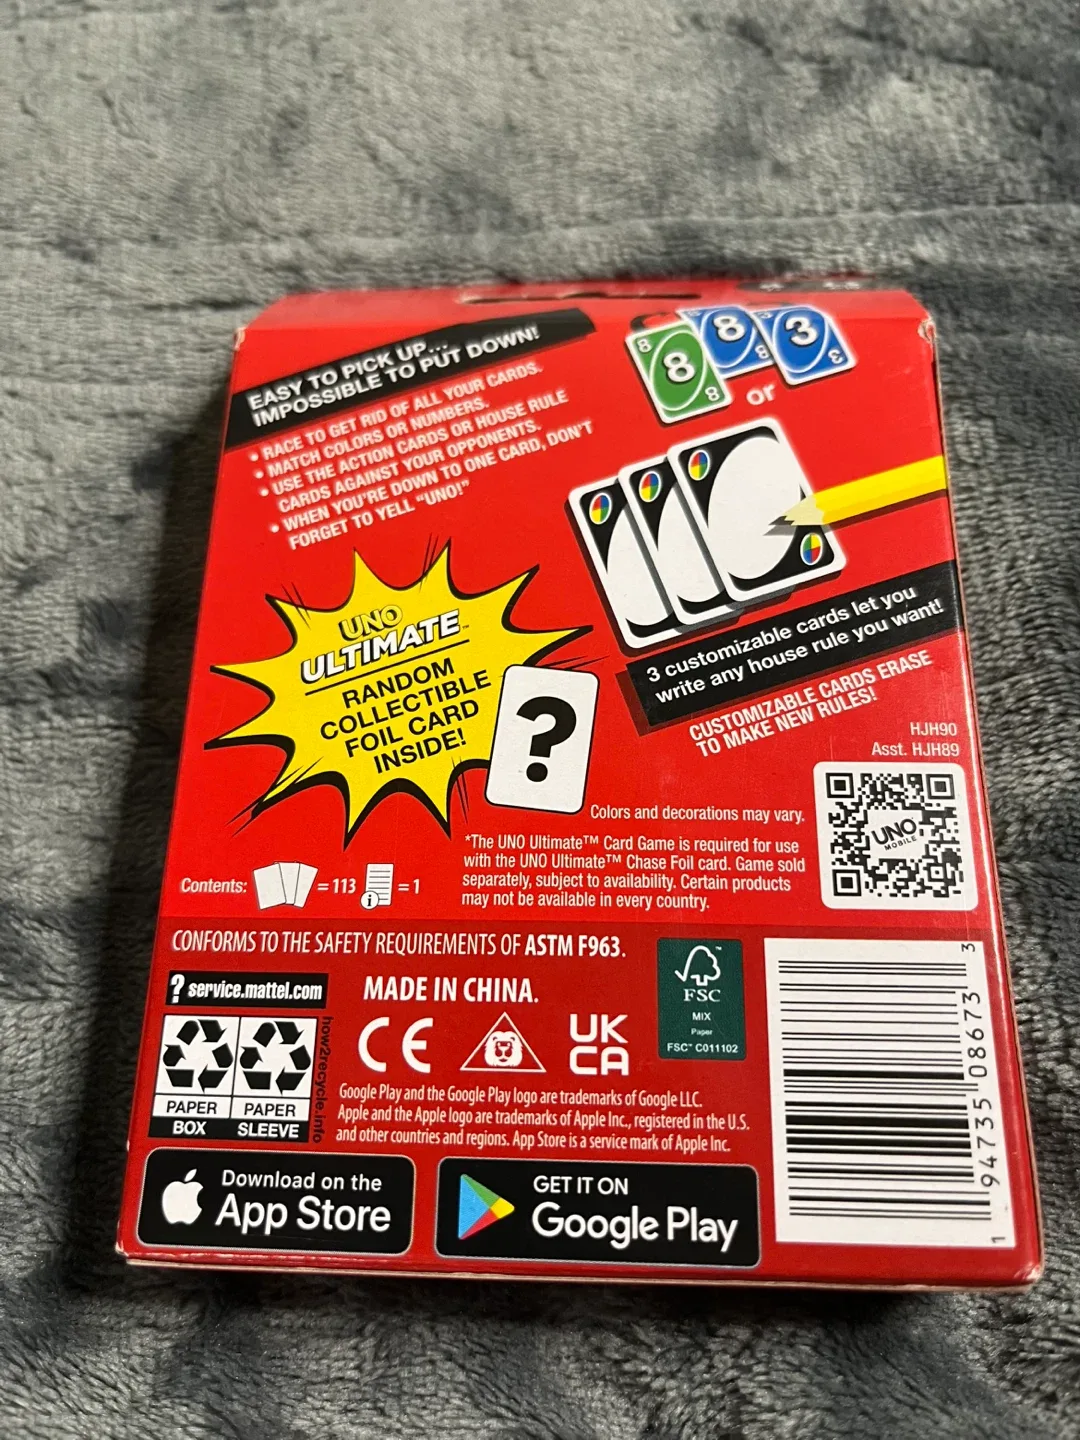 EASY TO PICK UP...
IMPOSSIBLE TO PUT DOWN!
• RACE TO GET RID OF ALL YOUR CARDS.
• MATCH COLORS OR NUMBERS.
• USE THE ACTION CARDS OR HOUSE RULE
CARDS AGAINST YOUR OPPONENTS.
• WHEN YOU'RE DOWN TO ONE CARD, DON'T
FORGET TO YELL "UNO!"
8
8
8
8
8
3
3
or
3 customizable cards let you
write any house rule you want!
CUSTOMIZABLE CARDS ERASE
TO MAKE NEW RULES!
UNO
ULTIMATE™
RANDOM
COLLECTIBLE
FOIL CARD
INSIDE!
?
HJH90
Asst. HJH89
UNO
MOBILE
Colors and decorations may vary.
*The UNO Ultimate™ Card Game is required for use
with the UNO Ultimate™ Chase Foil card. Game sold
separately, subject to availability. Certain products
may not be available in every country.
Contents: = 113 i = 1
CONFORMS TO THE SAFETY REQUIREMENTS OF ASTM F963.
? service.mattel.com
MADE IN CHINA.
CE
UK
CA
FSC™
MIX
Paper
FSC™ C011102
PAPER
BOX
PAPER
SLEEVE
how2recycle.info
Google Play and the Google Play logo are trademarks of Google LLC.
Apple and the Apple logo are trademarks of Apple Inc., registered in the U.S.
and other countries and regions. App Store is a service mark of Apple Inc.
Download on the
App Store
GET IT ON
Google Play
1 94735 08673 3